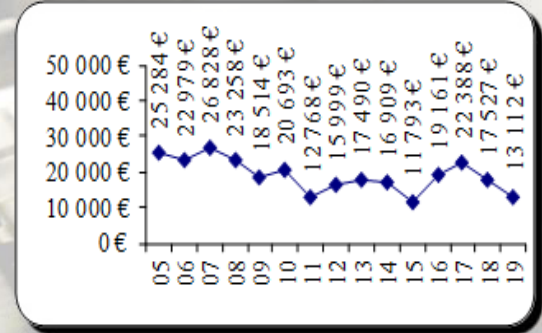 50 000 €
40 000 €
30 000 €
20 000 €
10 000 €
0 €
25 284 €
22 979 €
26 828 €
23 258 €
18 514 €
20 693 €
12 768 €
15 999 €
17 490 €
16 909 €
11 793 €
19 161 €
22 388 €
17 527 €
13 112 €
05
06
07
08
09
10
11
12
13
14
15
16
17
18
19